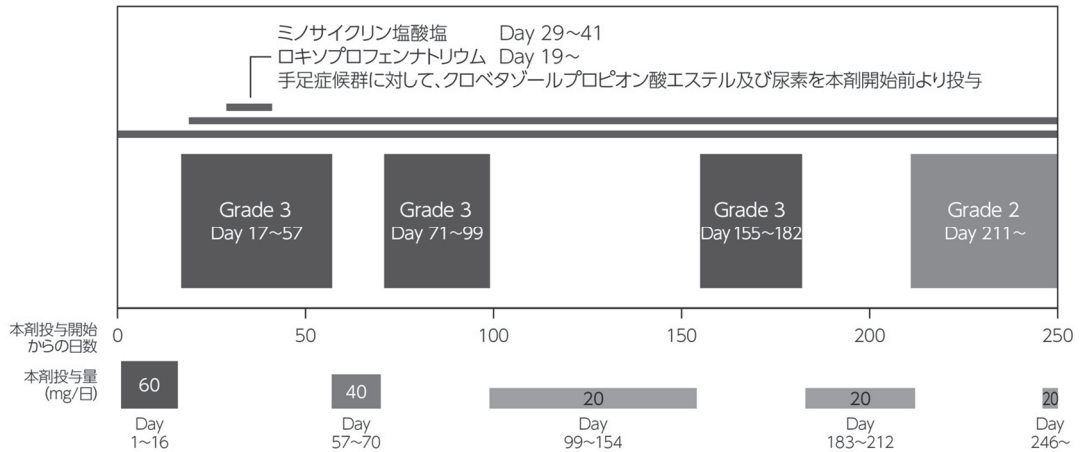 ミノサイクリン塩酸塩 Day 29～41
ロキソプロフェンナトリウム Day 19～
手足症候群に対して、クロベタゾールプロピオン酸エステル及び尿素を本剤開始前より投与
Grade 3
Day 17～57
Grade 3
Day 71～99
Grade 3
Day 155～182
Grade 2
Day 211～
本剤投与開始
からの日数
0 50 100 150 200 250
本剤投与量
(mg/日)
60 40 20 20 20
Day
1～16
Day
57～70
Day
99～154
Day
183～212
Day
246～